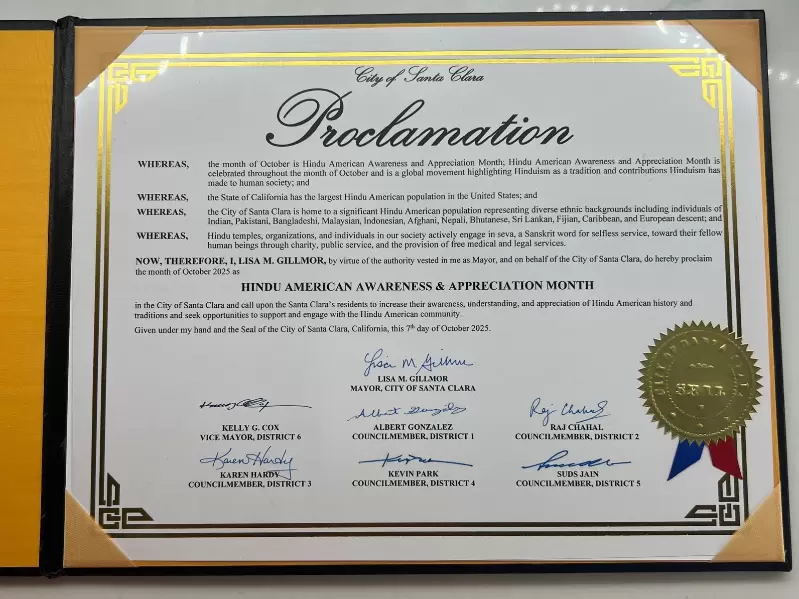 City of Santa Clara
Proclamation
WHEREAS, the month of October is Hindu American Awareness and Appreciation Month; Hindu American Awareness and Appreciation Month is
celebrated throughout the month of October and is a global movement highlighting Hinduism as a tradition and contributions Hinduism has
made to human society; and
WHEREAS, the State of California has the largest Hindu American population in the United States; and
WHEREAS, the City of Santa Clara is home to a significant Hindu American population representing diverse ethnic backgrounds including individuals of
Indian, Pakistani, Bangladeshi, Malaysian, Indonesian, Afghani, Nepali, Bhutanese, Sri Lankan, Fijian, Caribbean, and European descent; and
WHEREAS, Hindu temples, organizations, and individuals in our society actively engage in seva, a Sanskrit word for selfless service, toward their fellow
human beings through charity, public service, and the provision of free medical and legal services.
NOW, THEREFORE, I, LISA M. GILLMOR, by virtue of the authority vested in me as Mayor, and on behalf of the City of Santa Clara, do hereby proclaim
the month of October 2025 as
HINDU AMERICAN AWARENESS & APPRECIATION MONTH
in the City of Santa Clara and call upon the Santa Clara's residents to increase their awareness, understanding, and appreciation of Hindu American history and
traditions and seek opportunities to support and engage with the Hindu American community.
Given under my hand and the Seal of the City of Santa Clara, California, this 7th day of October 2025.
Lisa M Gillmor
LISA M. GILLMOR
MAYOR, CITY OF SANTA CLARA
Albert Gonzalez Raj Chahal
KELLY G. COX ALBERT GONZALEZ RAJ CHAHAL
VICE MAYOR, DISTRICT 6 COUNCILMEMBER, DISTRICT 1 COUNCILMEMBER, DISTRICT 2
Karen Hardy
KAREN HARDY KEVIN PARK SUDS JAIN
COUNCILMEMBER, DISTRICT 3 COUNCILMEMBER, DISTRICT 4 COUNCILMEMBER, DISTRICT 5
CITY OF SANTA CLARA
SEAL